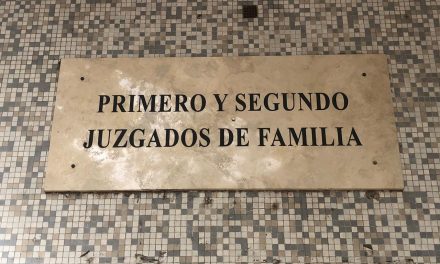 PRIMERO Y SEGUNDO
JUZGADOS DE FAMILIA